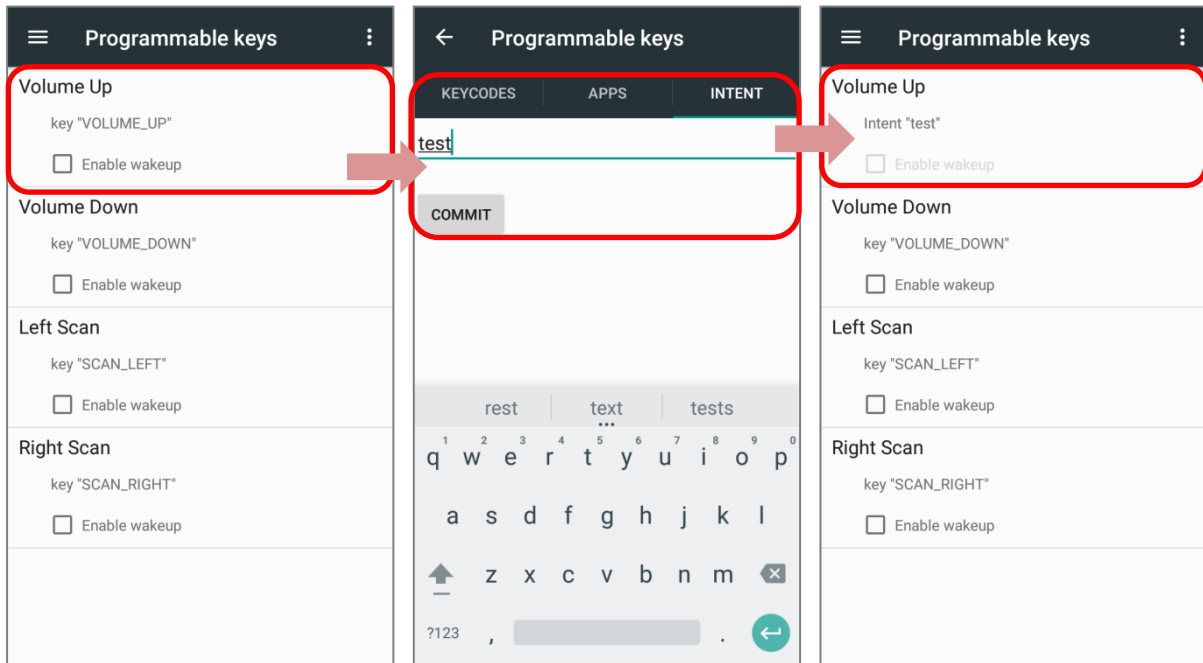 Programmable keys
Volume Up
key "VOLUME_UP"
Enable wakeup
Volume Down
key "VOLUME_DOWN"
Enable wakeup
Left Scan
key "SCAN_LEFT"
Enable wakeup
Right Scan
key "SCAN_RIGHT"
Enable wakeup
Programmable keys
KEYCODES APPS INTENT
test
COMMIT
rest text tests
1 2 3 4 5 6 7 8 9 0
q w e r t y u i o p
a s d f g h j k l
z x c v b n m
?123 , .
Programmable keys
Volume Up
Intent "test"
Enable wakeup
Volume Down
key "VOLUME_DOWN"
Enable wakeup
Left Scan
key "SCAN_LEFT"
Enable wakeup
Right Scan
key "SCAN_RIGHT"
Enable wakeup